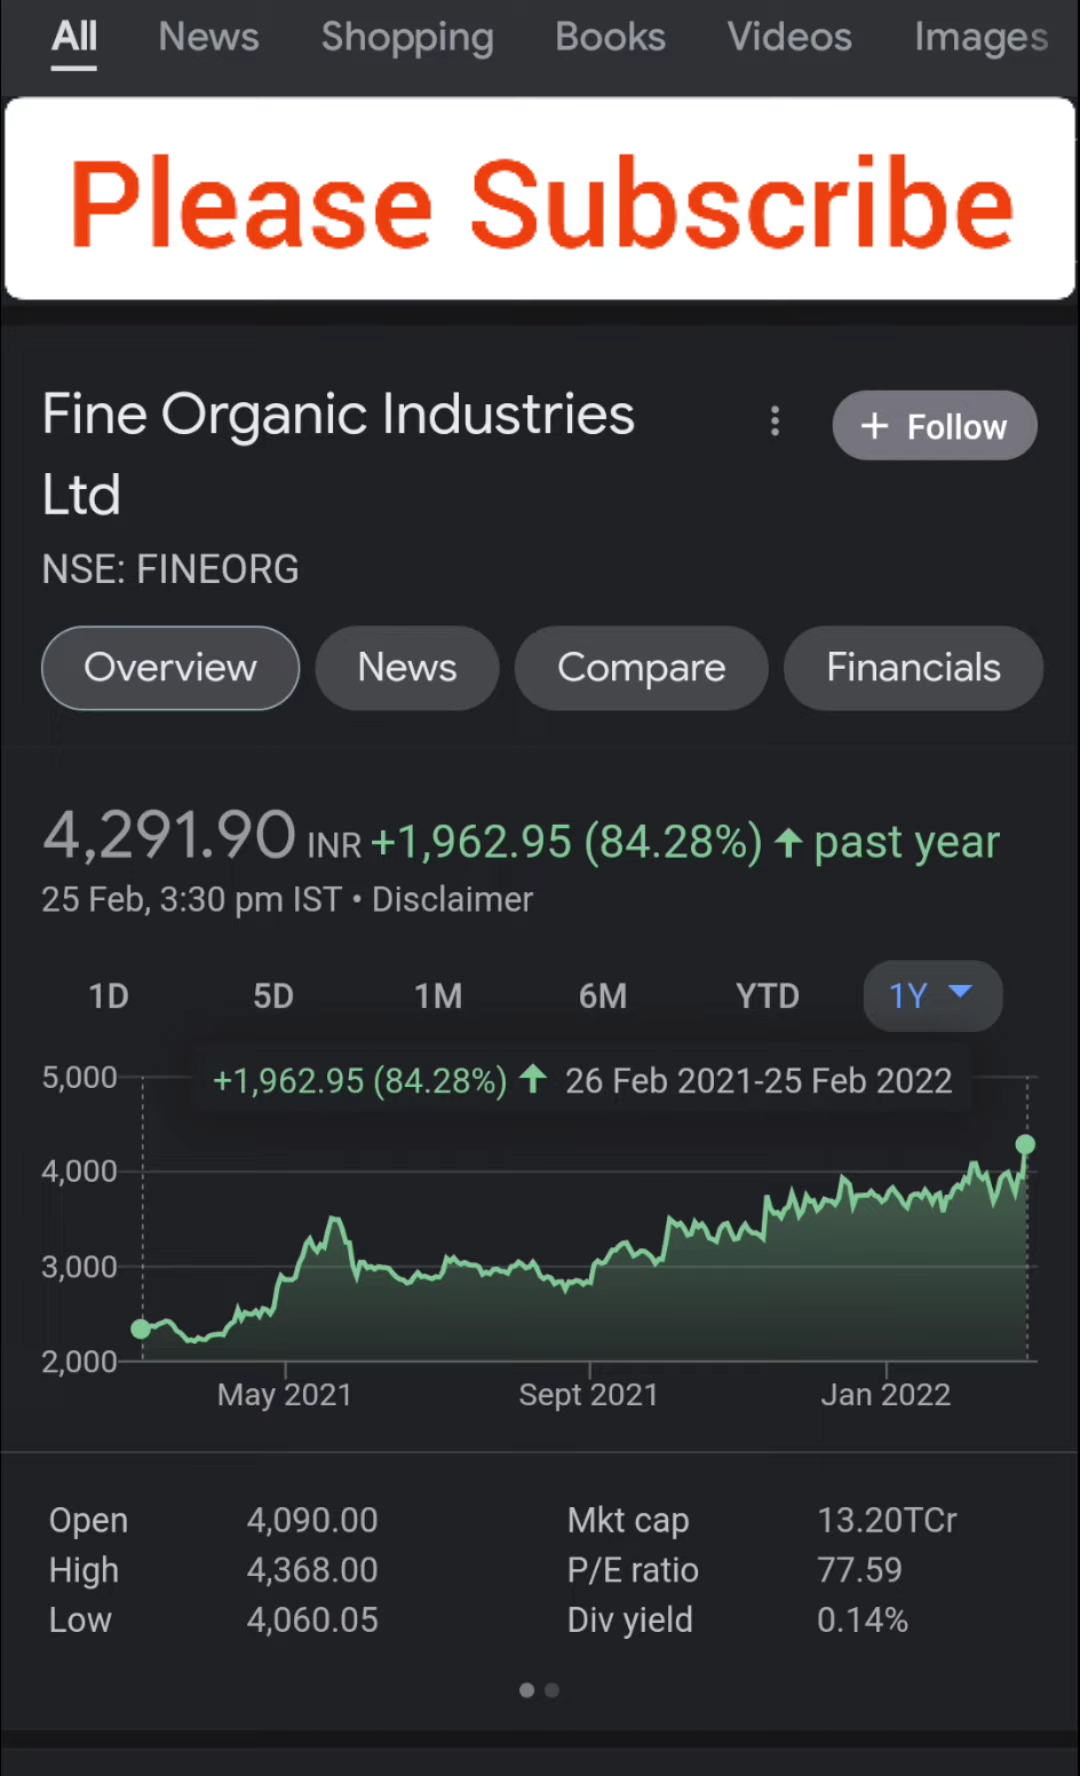 All News Shopping Books Videos Images
Please Subscribe
Fine Organic Industries
Ltd
+ Follow
NSE: FINEORG
Overview News Compare Financials
4,291.90 INR +1,962.95 (84.28%) ↑ past year
25 Feb, 3:30 pm IST • Disclaimer
1D 5D 1M 6M YTD 1Y
+1,962.95 (84.28%) ↑ 26 Feb 2021-25 Feb 2022
5,000
4,000
3,000
2,000
May 2021 Sept 2021 Jan 2022
Open 4,090.00 Mkt cap 13.20TCr
High 4,368.00 P/E ratio 77.59
Low 4,060.05 Div yield 0.14%